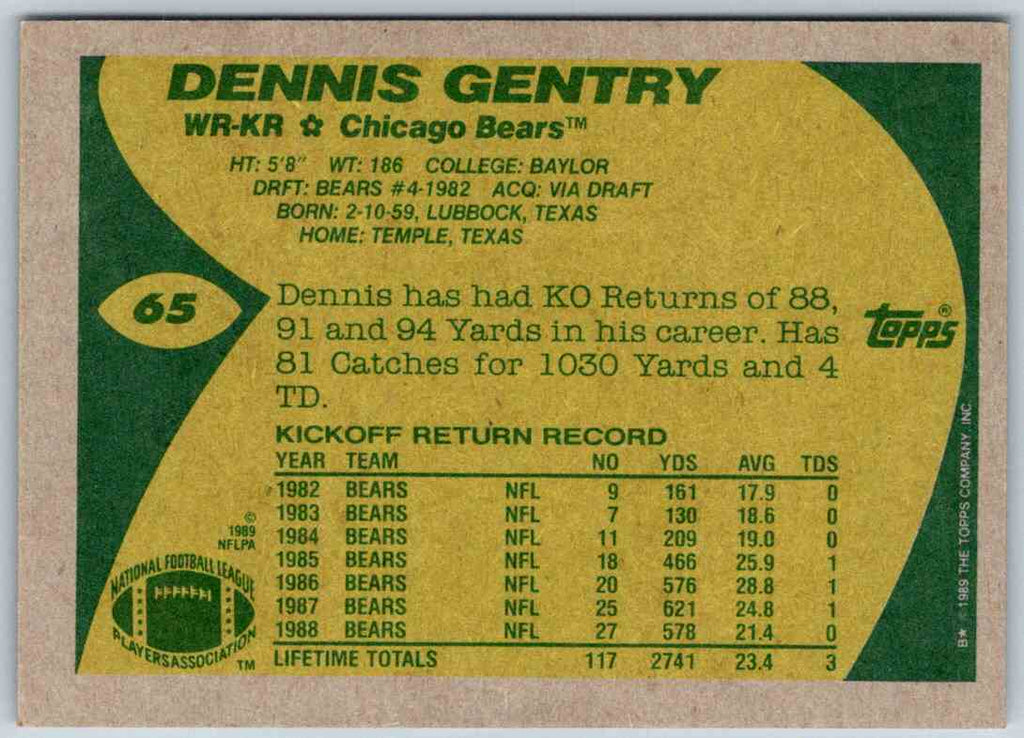 DENNIS GENTRY
WR-KR Chicago Bears™
HT: 5'8" WT: 186 COLLEGE: BAYLOR
DRFT: BEARS #4-1982 ACQ: VIA DRAFT
BORN: 2-10-59, LUBBOCK, TEXAS
HOME: TEMPLE, TEXAS
65
Dennis has had KO Returns of 88,
91 and 94 Yards in his career. Has
81 Catches for 1030 Yards and 4
TD.
TOPPS®
KICKOFF RETURN RECORD
YEAR TEAM NO YDS AVG TDS
1982 BEARS NFL 9 161 17.9 0
1983 BEARS NFL 7 130 18.6 0
1984 BEARS NFL 11 209 19.0 0
1985 BEARS NFL 18 466 25.9 1
1986 BEARS NFL 20 576 28.8 1
1987 BEARS NFL 25 621 24.8 1
1988 BEARS NFL 27 578 21.4 0
LIFETIME TOTALS 117 2741 23.4 3
©
1989
NFLPA
NATIONAL FOOTBALL LEAGUE
PLAYERS ASSOCIATION
TM
B* © 1989 THE TOPPS COMPANY, INC.